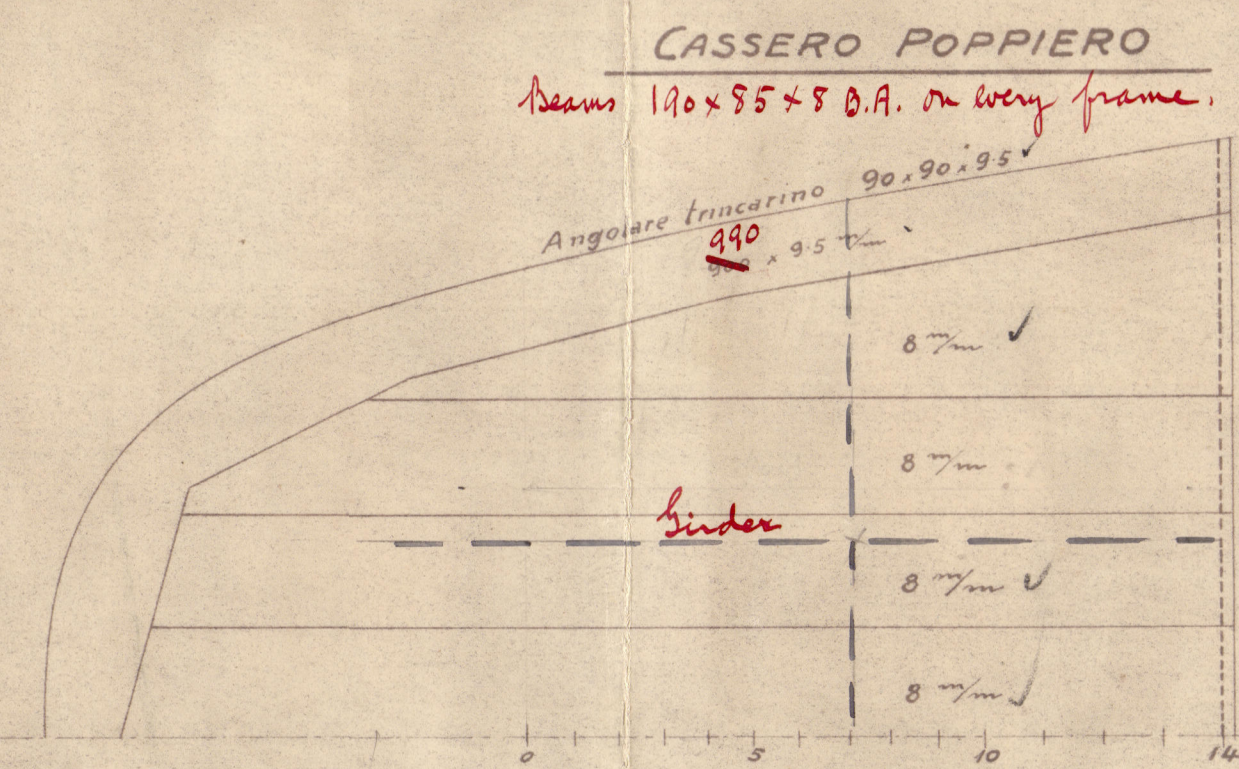 CASSERO POPPIERO
Beams 190 x 85 x 8 B.A. on every frame.
Angolare trincarino 90 x 90 x 9.5 ✓
990
900 x 9.5 m/m
8 m/m ✓
8 m/m
Girder
8 m/m ✓
8 m/m ✓
0 5 10 14